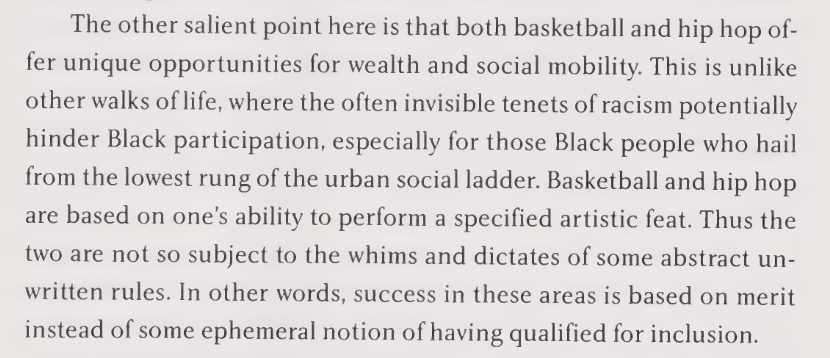 The other salient point here is that both basketball and hip hop of-
fer unique opportunities for wealth and social mobility. This is unlike
other walks of life, where the often invisible tenets of racism potentially
hinder Black participation, especially for those Black people who hail
from the lowest rung of the urban social ladder. Basketball and hip hop
are based on one's ability to perform a specified artistic feat. Thus the
two are not so subject to the whims and dictates of some abstract un-
written rules. In other words, success in these areas is based on merit
instead of some ephemeral notion of having qualified for inclusion.